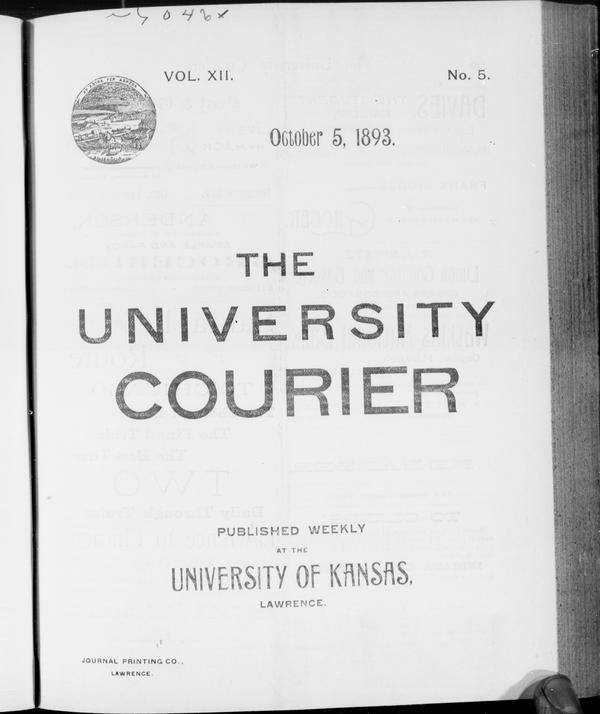 VOL. XII.
No. 5.
October 5, 1893.
THE
UNIVERSITY
COURIER
PUBLISHED WEEKLY
AT THE
UNIVERSITY OF KANSAS,
LAWRENCE.
JOURNAL PRINTING CO.,
LAWRENCE.